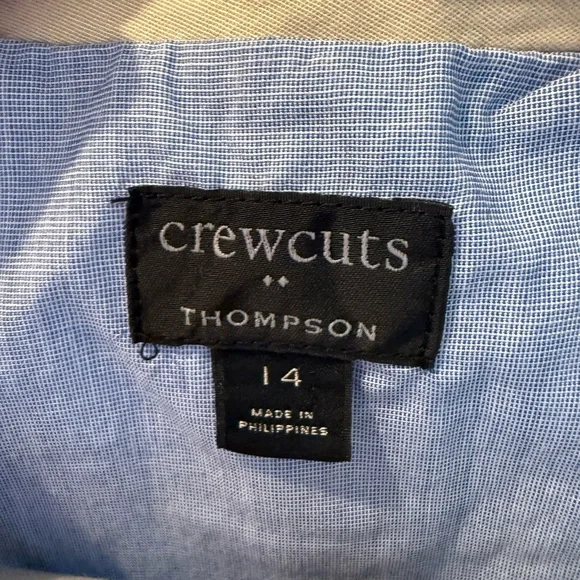 crewcuts
THOMPSON
14
MADE IN
PHILIPPINES